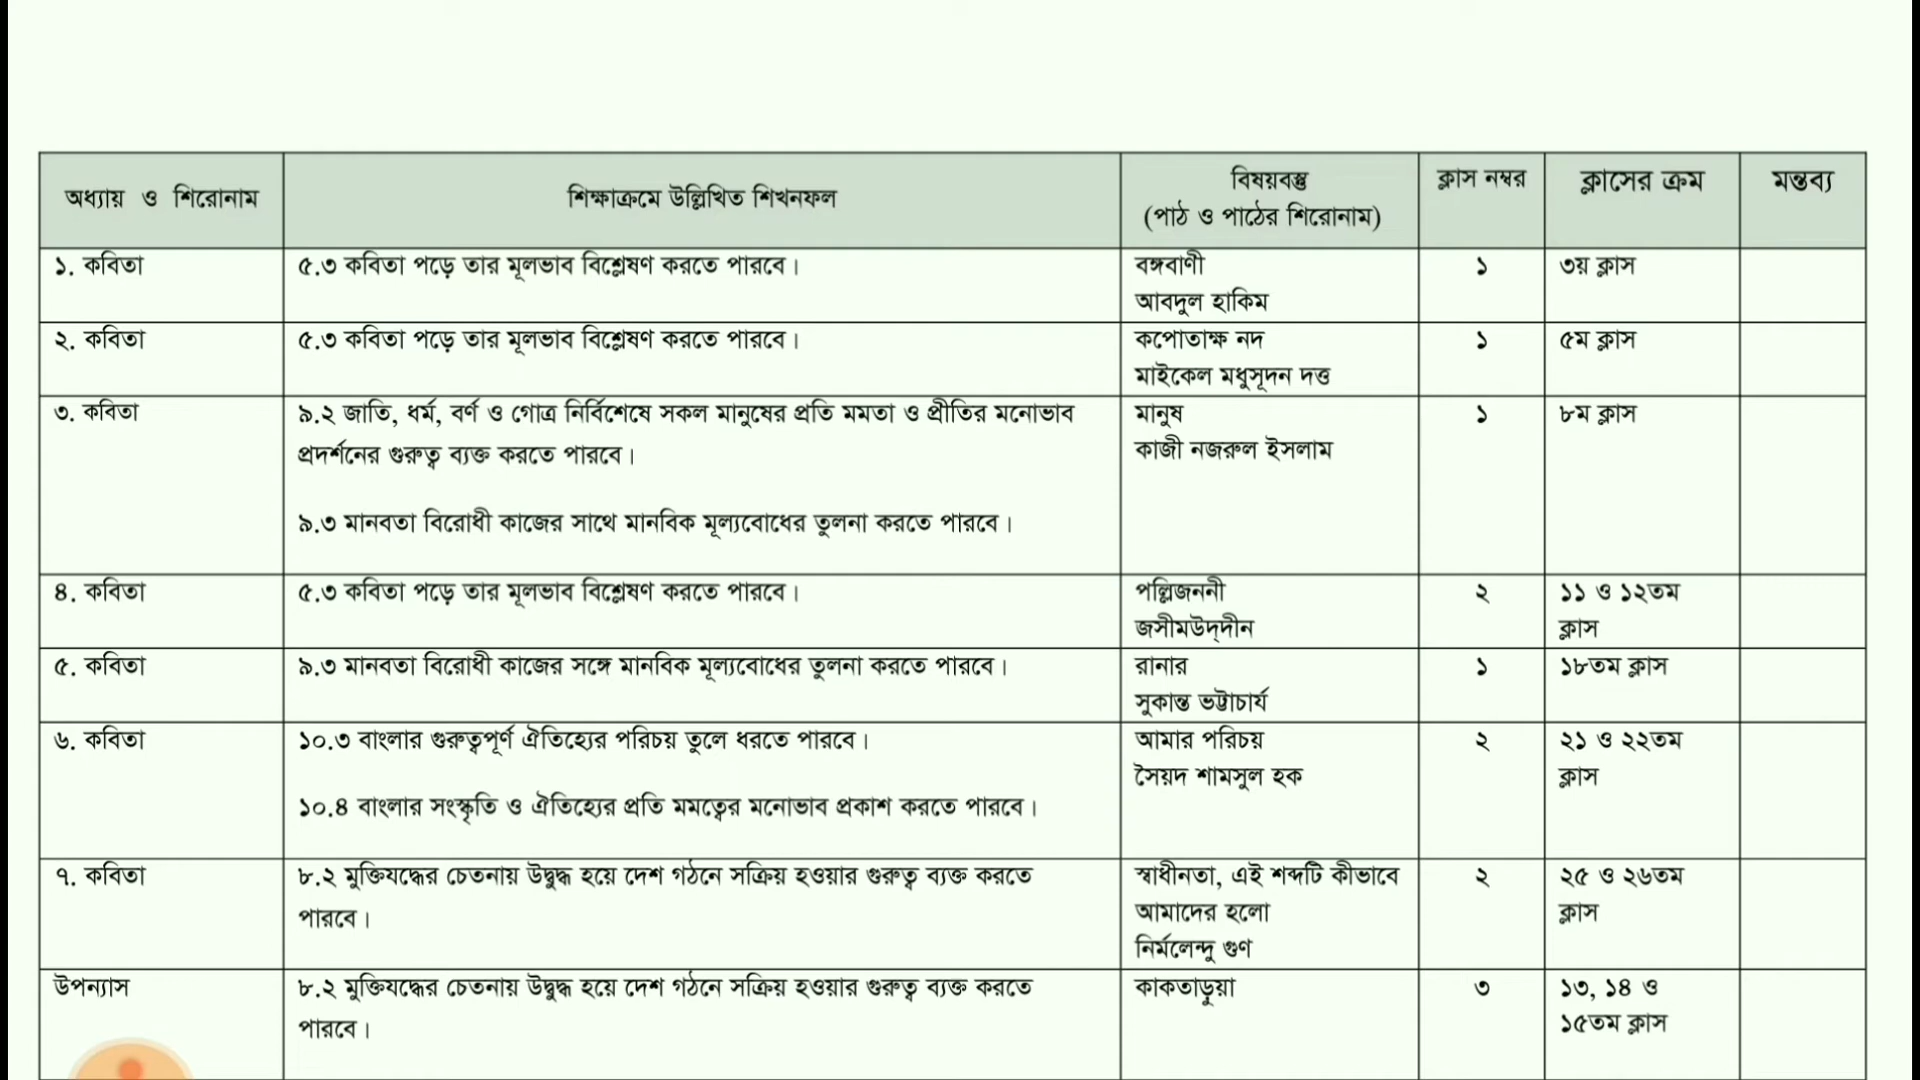 অধ্যায় ও শিরোনাম
শিক্ষাক্রমে উল্লিখিত শিখনফল
বিষয়বস্তু
(পাঠ ও পাঠের শিরোনাম)
ক্লাস নম্বর
ক্লাসের ক্রম
মন্তব্য
১. কবিতা
৫.৩ কবিতা পড়ে তার মূলভাব বিশ্লেষণ করতে পারবে।
বঙ্গবাণী
আবদুল হাকিম
১
৩য় ক্লাস
২. কবিতা
৫.৩ কবিতা পড়ে তার মূলভাব বিশ্লেষণ করতে পারবে।
কপোতাক্ষ নদ
মাইকেল মধুসূদন দত্ত
১
৫ম ক্লাস
৩. কবিতা
৯.২ জাতি, ধর্ম, বর্ণ ও গোত্র নির্বিশেষে সকল মানুষের প্রতি মমতা ও প্রীতির মনোভাব
প্রদর্শনের গুরুত্ব ব্যক্ত করতে পারবে।
৯.৩ মানবতা বিরোধী কাজের সাথে মানবিক মূল্যবোধের তুলনা করতে পারবে।
মানুষ
কাজী নজরুল ইসলাম
১
৮ম ক্লাস
৪. কবিতা
৫.৩ কবিতা পড়ে তার মূলভাব বিশ্লেষণ করতে পারবে।
পল্লিজননী
জসীমউদ্‌দীন
২
১১ ও ১২তম
ক্লাস
৫. কবিতা
৯.৩ মানবতা বিরোধী কাজের সঙ্গে মানবিক মূল্যবোধের তুলনা করতে পারবে।
রানার
সুকান্ত ভট্টাচার্য
১
১৮তম ক্লাস
৬. কবিতা
১০.৩ বাংলার গুরুত্বপূর্ণ ঐতিহ্যের পরিচয় তুলে ধরতে পারবে।
১০.৪ বাংলার সংস্কৃতি ও ঐতিহ্যের প্রতি মমত্বের মনোভাব প্রকাশ করতে পারবে।
আমার পরিচয়
সৈয়দ শামসুল হক
২
২১ ও ২২তম
ক্লাস
৭. কবিতা
৮.২ মুক্তিযদ্ধের চেতনায় উদ্বুদ্ধ হয়ে দেশ গঠনে সক্রিয় হওয়ার গুরুত্ব ব্যক্ত করতে
পারবে।
স্বাধীনতা, এই শব্দটি কীভাবে
আমাদের হলো
নির্মলেন্দু গুণ
২
২৫ ও ২৬তম
ক্লাস
উপন্যাস
৮.২ মুক্তিযদ্ধের চেতনায় উদ্বুদ্ধ হয়ে দেশ গঠনে সক্রিয় হওয়ার গুরুত্ব ব্যক্ত করতে
পারবে।
কাকতাড়ুয়া
৩
১৩, ১৪ ও
১৫তম ক্লাস